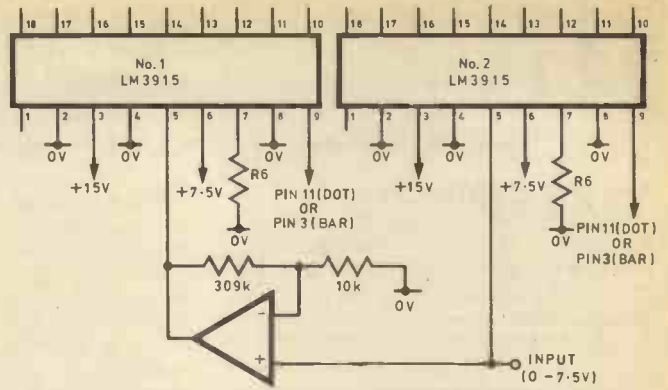 18 17 16 15 14 13 12 11 10
18 17 16 15 14 13 12 11 10
No. 1
LM3915
No. 2
LM3915
1 2 3 4 5 6 7 8 9
1 2 3 4 5 6 7 8 9
0V
0V
0V
0V
0V
0V
+15V
+7·5V
R6
+15V
+7·5V
R6
0V
PIN 11(DOT)
OR
PIN 3(BAR)
0V
PIN11(DOT)
OR
PIN3(BAR)
309k
10k
0V
-
+
INPUT
(0 - 7·5V)